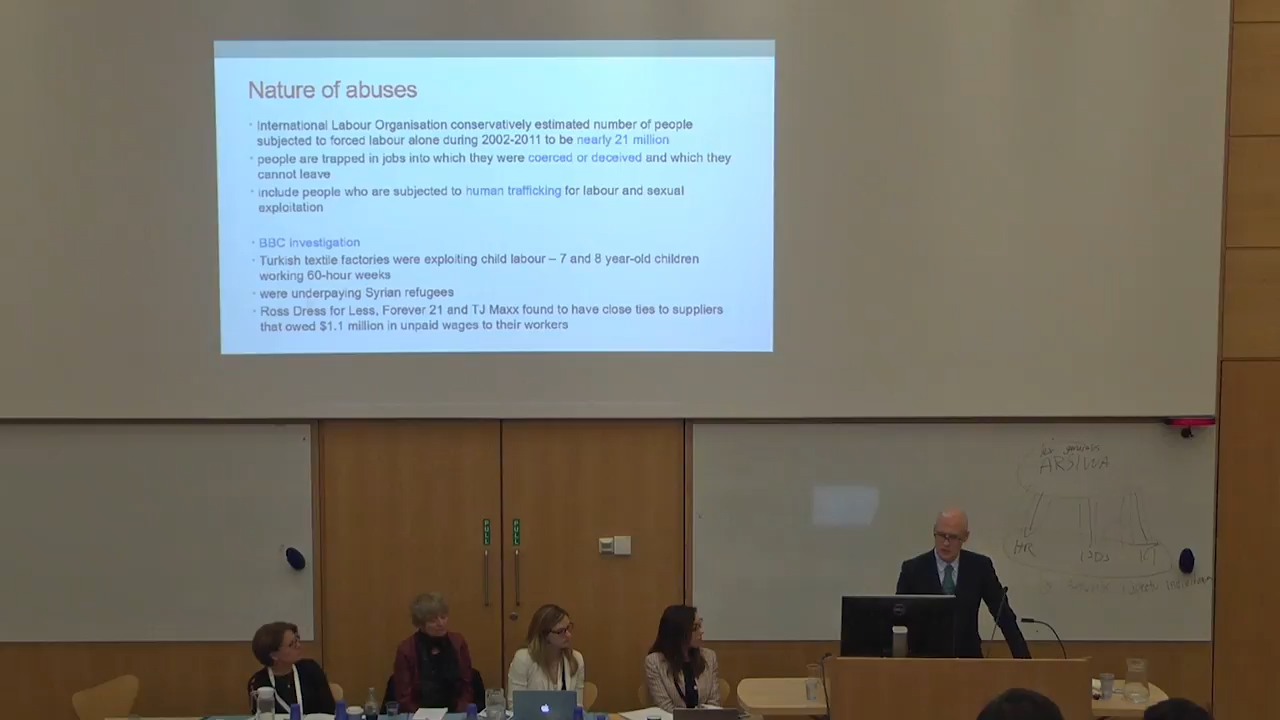 Nature of abuses
• International Labour Organisation conservatively estimated number of people
subjected to forced labour alone during 2002-2011 to be nearly 21 million
• people are trapped in jobs into which they were coerced or deceived and which they
cannot leave
• include people who are subjected to human trafficking for labour and sexual
exploitation
• BBC investigation
• Turkish textile factories were exploiting child labour – 7 and 8 year-old children
working 60-hour weeks
• were underpaying Syrian refugees
• Ross Dress for Less, Forever 21 and TJ Maxx found to have close ties to suppliers
that owed $1.1 million in unpaid wages to their workers
ARSIWA
HR
PULL
PULL